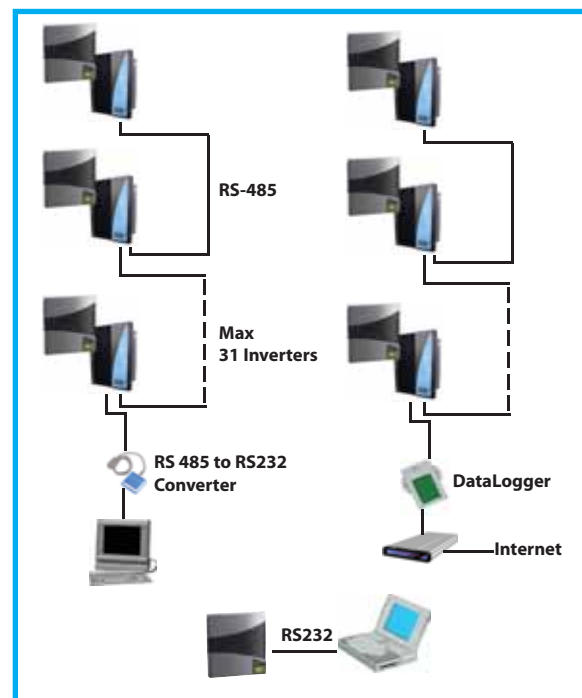 RS-485
Max
31 Inverters
RS 485 to RS232
Converter
DataLogger
Internet
RS232